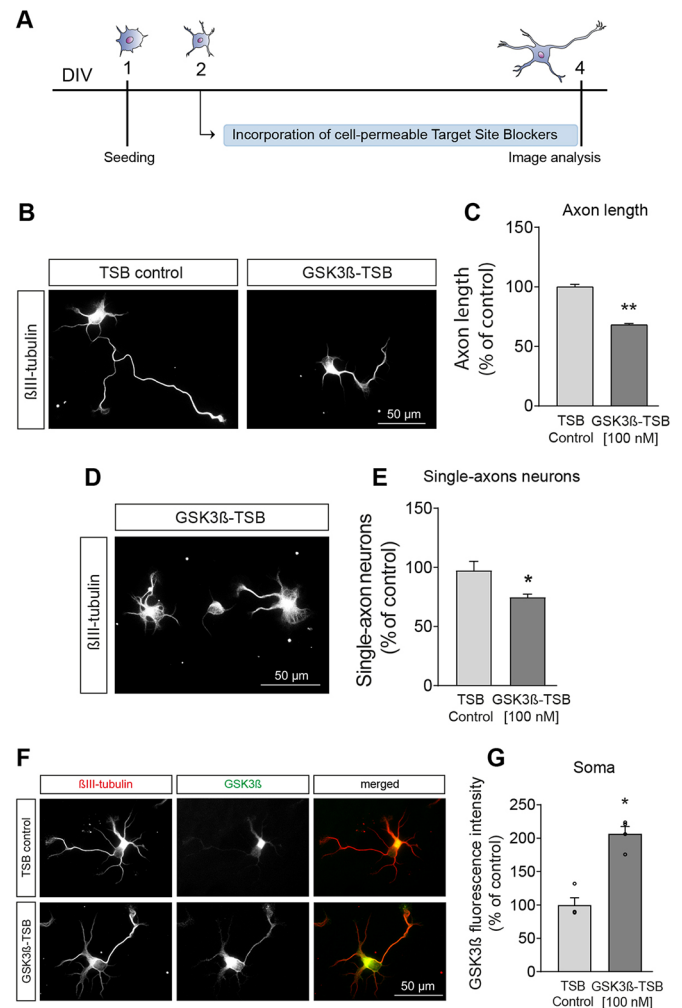 A
DIV
1
2
4
Incorporation of cell-permeable Target Site Blockers
Seeding
Image analysis
B
TSB control
GSK3ß-TSB
ßIII-tubulin
50 µm
C
Axon length
Axon length
(% of control)
150
100
50
0
**
TSB
Control
GSK3ß-TSB
[100 nM]
D
GSK3ß-TSB
ßIII-tubulin
50 µm
E
Single-axons neurons
Single-axon neurons
(% of control)
150
100
50
0
*
TSB
Control
GSK3ß-TSB
[100 nM]
F
ßIII-tubulin
GSK3ß
merged
TSB control
GSK3ß-TSB
50 µm
G
Soma
GSK3ß fluorescence intensity
(% of control)
250
200
150
100
50
0
*
TSB
Control
GSK3ß-TSB
[100 nM]